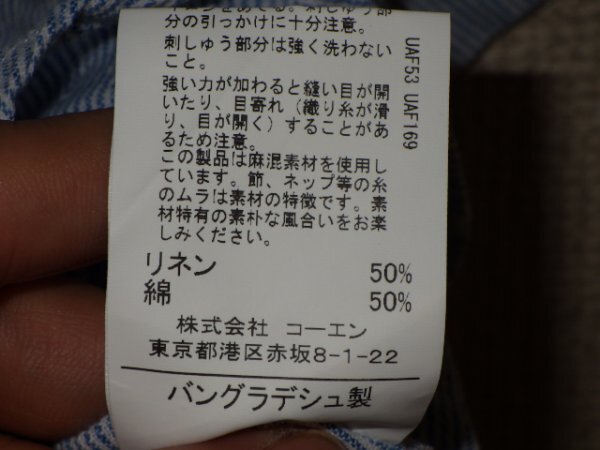 分の引っかけに十分注意。
刺しゅう部分は強く洗わない
こと。
強い力が加わると縫い目が開
いたり、目寄れ（織り糸が滑
り、目が開く）することがあ
るため注意。
この製品は麻混素材を使用し
ています。節、ネップ等の糸
のムラは素材の特徴です。素
材特有の素朴な風合いをお楽
しみください。
リネン 50%
綿 50%
株式会社 コーエン
東京都港区赤坂8-1-22
バングラデシュ製
UAF53 UAF169